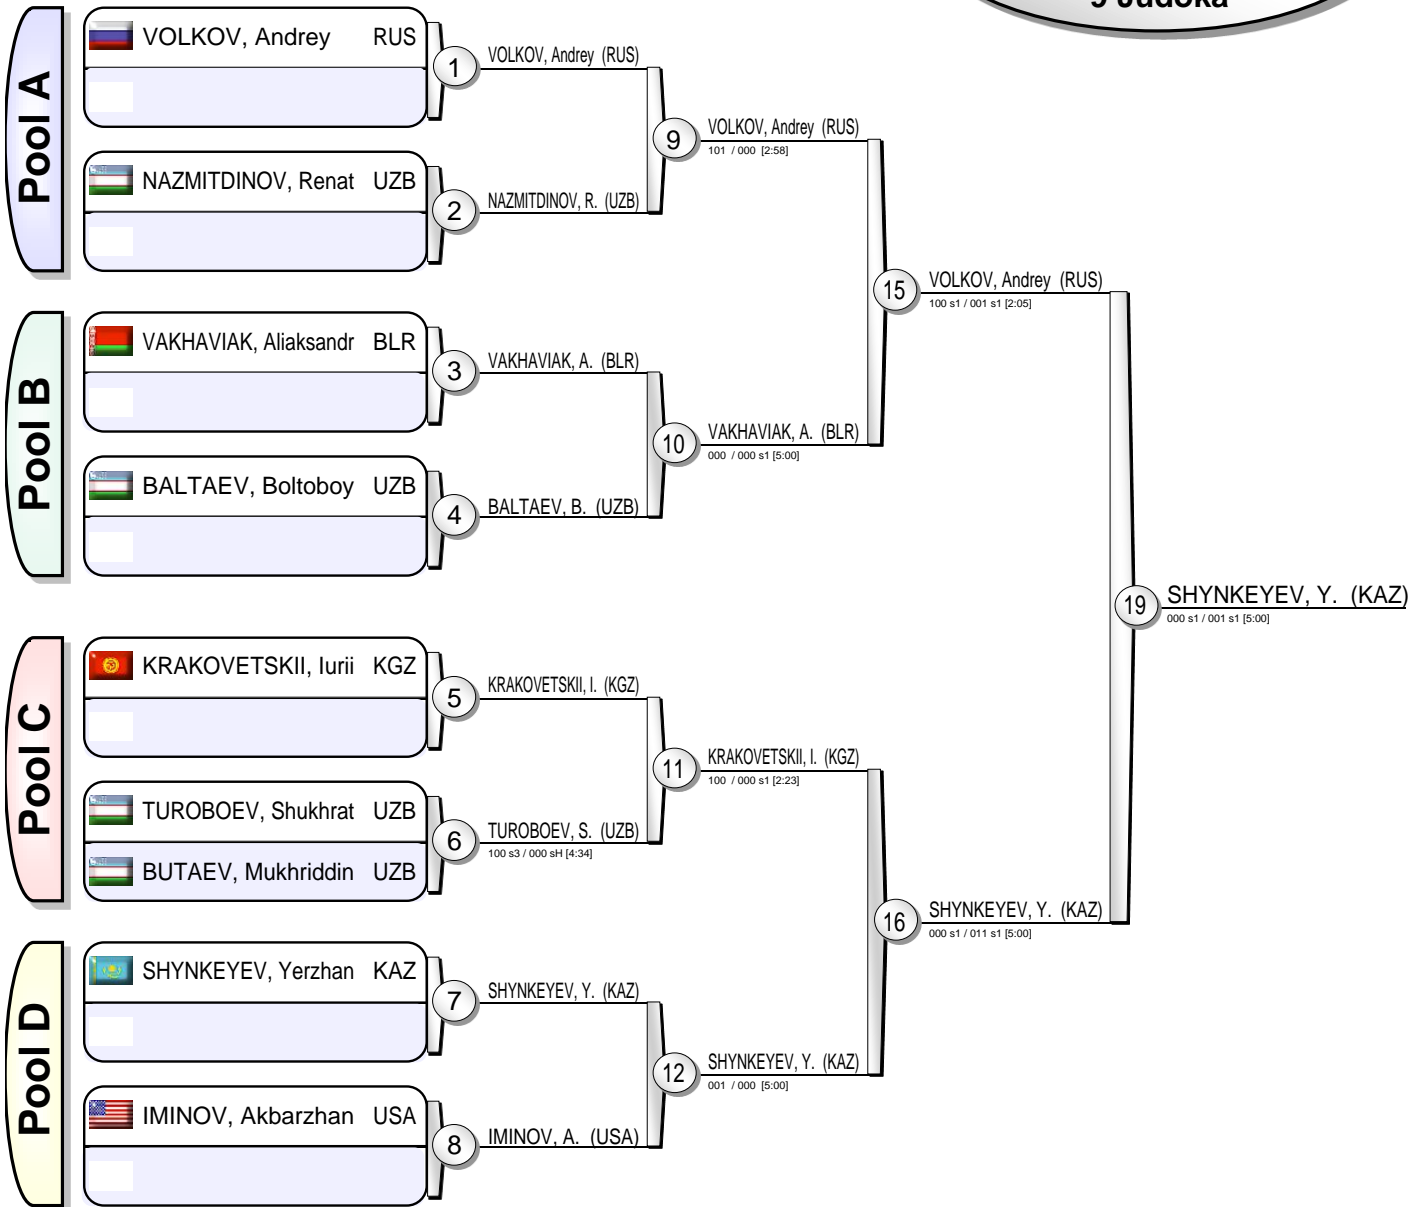 9 Judoka
Pool A
VOLKOV, Andrey RUS
NAZMITDINOV, Renat UZB
1
VOLKOV, Andrey (RUS)
2
NAZMITDINOV, R. (UZB)
9
VOLKOV, Andrey (RUS)
101 / 000 [2:58]
Pool B
VAKHAVIAK, Aliaksandr BLR
BALTAEV, Boltoboy UZB
3
VAKHAVIAK, A. (BLR)
4
BALTAEV, B. (UZB)
10
VAKHAVIAK, A. (BLR)
000 / 000 s1 [5:00]
15
VOLKOV, Andrey (RUS)
100 s1 / 001 s1 [2:05]
Pool C
KRAKOVETSKII, Iurii KGZ
TUROBOEV, Shukhrat UZB
BUTAEV, Mukhriddin UZB
5
KRAKOVETSKII, I. (KGZ)
6
TUROBOEV, S. (UZB)
100 s3 / 000 sH [4:34]
11
KRAKOVETSKII, I. (KGZ)
100 / 000 s1 [2:23]
Pool D
SHYNKEYEV, Yerzhan KAZ
IMINOV, Akbarzhan USA
7
SHYNKEYEV, Y. (KAZ)
8
IMINOV, A. (USA)
12
SHYNKEYEV, Y. (KAZ)
001 / 000 [5:00]
16
SHYNKEYEV, Y. (KAZ)
000 s1 / 011 s1 [5:00]
19
SHYNKEYEV, Y. (KAZ)
000 s1 / 001 s1 [5:00]